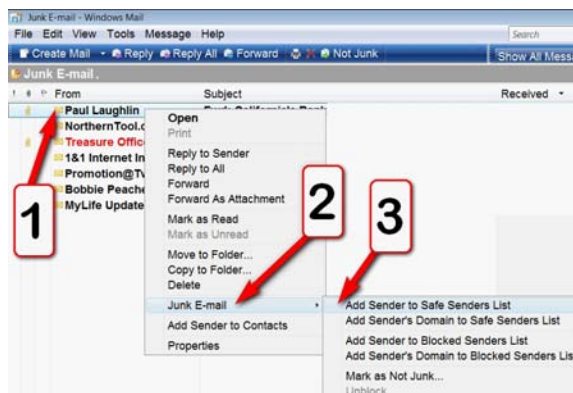 Junk E-mail - Windows Mail
File Edit View Tools Message Help
Search
Create Mail Reply Reply All Forward Not Junk
Show All Mess
Junk E-mail.
! From Subject Received
Paul Laughlin
NorthernTool.c
Treasure Offic
1&1 Internet In
Promotion@Tv
Bobbie Peache
MyLife Update
Open
Print
Reply to Sender
Reply to All
Forward
Forward As Attachment
Mark as Read
Mark as Unread
Move to Folder...
Copy to Folder...
Delete
Junk E-mail
Add Sender to Contacts
Properties
Add Sender to Safe Senders List
Add Sender's Domain to Safe Senders List
Add Sender to Blocked Senders List
Add Sender's Domain to Blocked Senders Lis
Mark as Not Junk...
Unblock
1
2
3